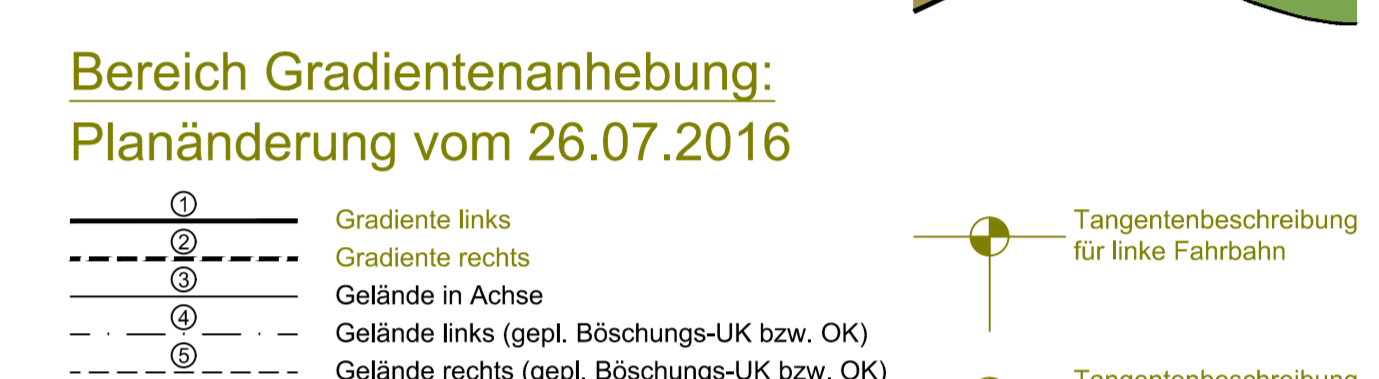 Bereich Gradientenanhebung:
Planänderung vom 26.07.2016
① Gradiente links
② Gradiente rechts
③ Gelände in Achse
④ Gelände links (gepl. Böschungs-UK bzw. OK)
⑤ Gelände rechts (gepl. Böschungs-UK bzw. OK)
Tangentenbeschreibung
für linke Fahrbahn
Tangentenbeschreibung